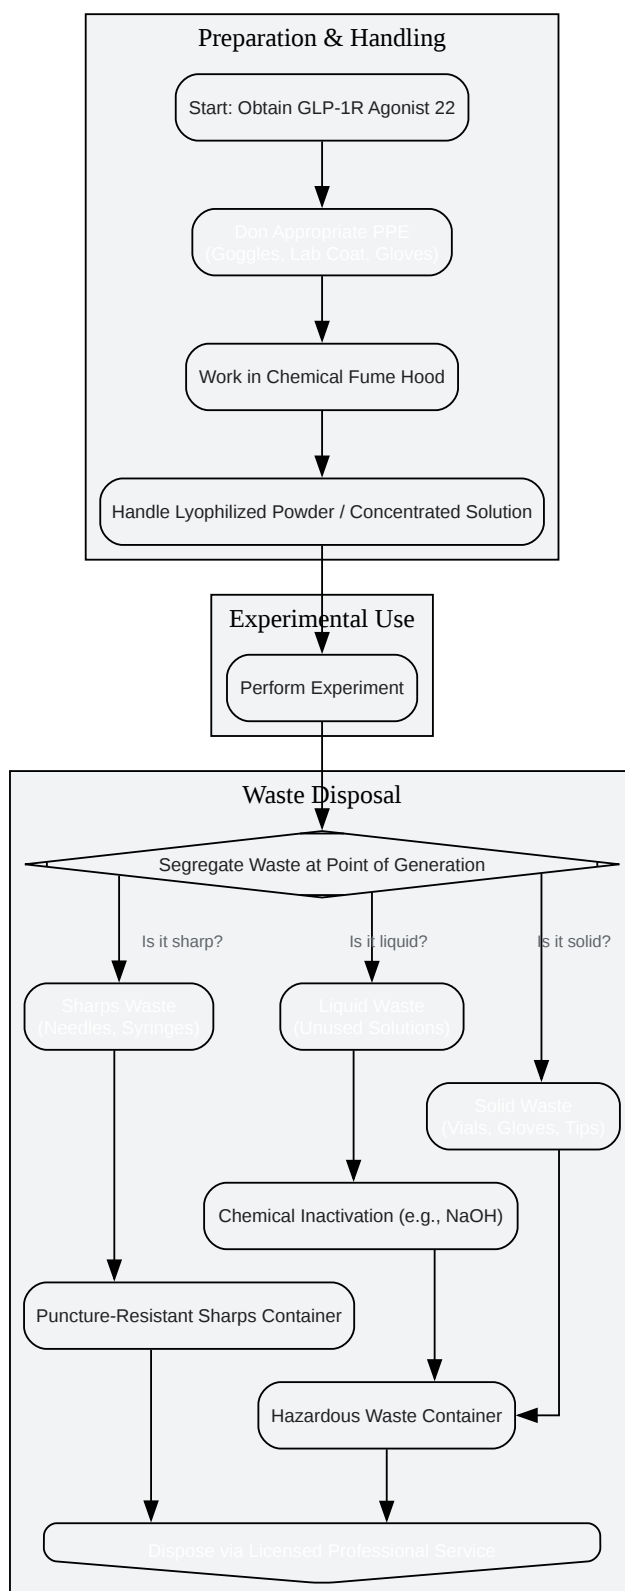 Preparation & Handling
Start: Obtain GLP-1R Agonist 22
Don Appropriate PPE
(Goggles, Lab Coat, Gloves)
Work in Chemical Fume Hood
Handle Lyophilized Powder / Concentrated Solution
Experimental Use
Perform Experiment
Waste Disposal
Segregate Waste at Point of Generation
Is it sharp?
Is it liquid?
Is it solid?
Sharps Waste
(Needles, Syringes)
Liquid Waste
(Unused Solutions)
Solid Waste
(Vials, Gloves, Tips)
Chemical Inactivation (e.g., NaOH)
Puncture-Resistant Sharps Container
Hazardous Waste Container
Dispose via Licensed Professional Service